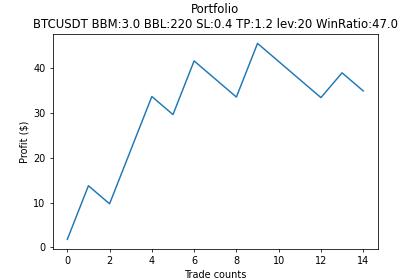 Portfolio
BTCUSDT BBM:3.0 BBL:220 SL:0.4 TP:1.2 lev:20 WinRatio:47.0
40
30
20
10
0
Profit ($)
0 2 4 6 8 10 12 14
Trade counts